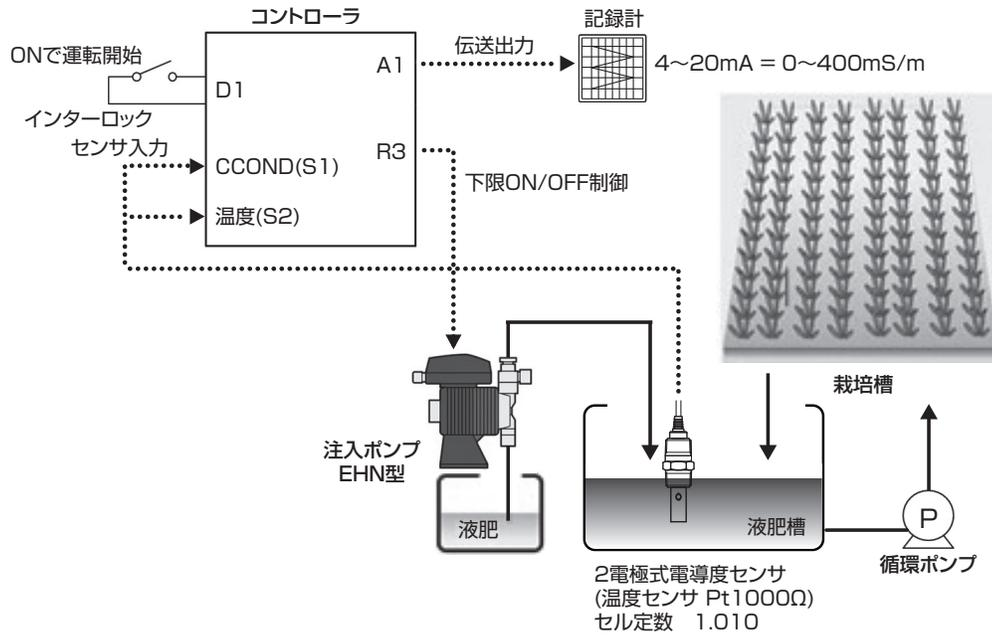 コントローラ
記録計
ONで運転開始
伝送出力
A1
4〜20mA = 0〜400mS/m
D1
インターロック
センサ入力
R3
CCOND(S1)
下限ON/OFF制御
温度(S2)
栽培槽
注入ポンプ
EHN型
液肥
液肥槽
P
循環ポンプ
2電極式電導度センサ
(温度センサ Pt1000Ω)
セル定数　1.010